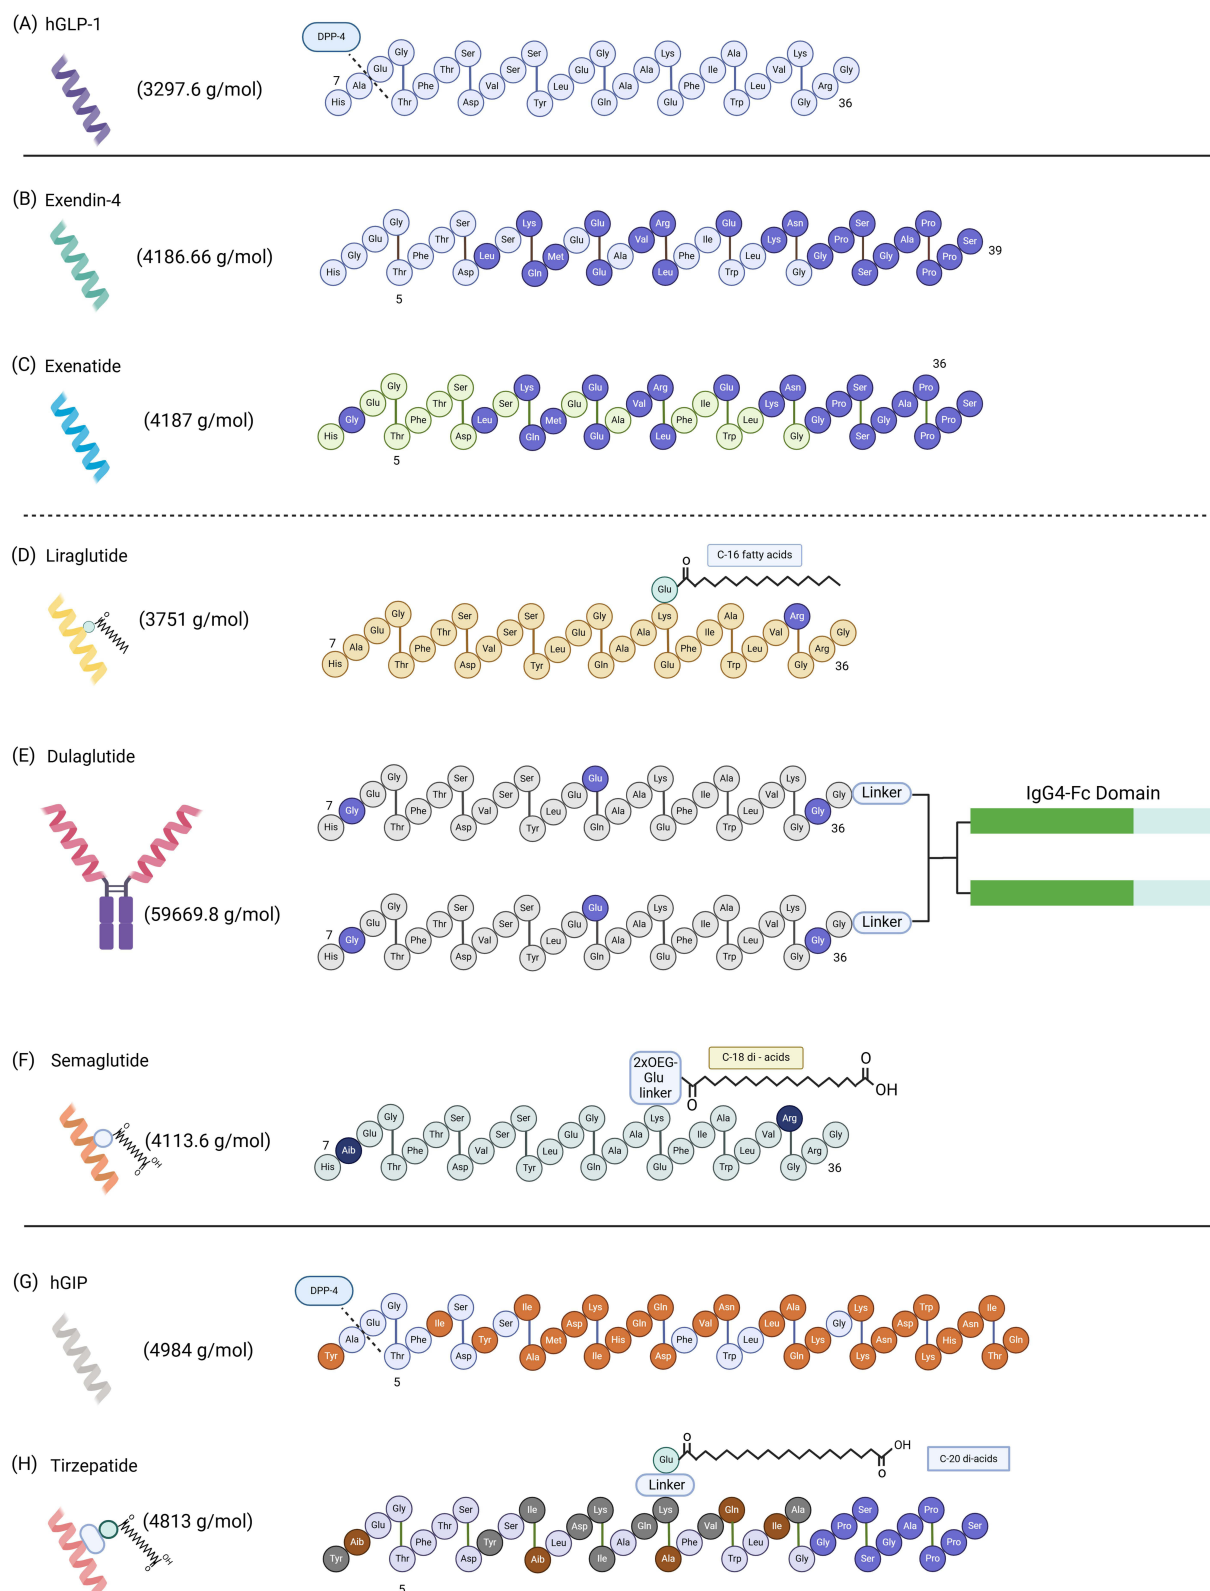 (A) hGLP-1
(3297.6 g/mol)
DPP-4
7
His Ala Glu Gly Thr Phe Thr Ser Asp Val Ser Ser Tyr Leu Glu Gly Gln Ala Ala Lys Glu Phe Ile Ala Trp Leu Val Lys Gly Arg Gly
36
(B) Exendin-4
(4186.66 g/mol)
His Gly Glu Gly Thr Phe Thr Ser Asp Leu Ser Lys Gln Met Glu Glu Glu Ala Val Arg Leu Phe Ile Glu Trp Leu Lys Asn Gly Gly Pro Ser Ser Gly Ala Pro Pro Pro Ser
39
5
(C) Exenatide
(4187 g/mol)
36
His Gly Glu Gly Thr Phe Thr Ser Asp Leu Ser Lys Gln Met Glu Glu Glu Ala Val Arg Leu Phe Ile Glu Trp Leu Lys Asn Gly Gly Pro Ser Ser Gly Ala Pro Pro Pro Ser
5
(D) Liraglutide
(3751 g/mol)
C-16 fatty acids
O
Glu
7
His Ala Glu Gly Thr Phe Thr Ser Asp Val Ser Ser Tyr Leu Glu Gly Gln Ala Ala Lys Glu Phe Ile Ala Trp Leu Val Arg Gly Arg Gly
36
O
(E) Dulaglutide
(59669.8 g/mol)
7
His Gly Glu Gly Thr Phe Thr Ser Asp Val Ser Ser Tyr Leu Glu Glu Gln Ala Ala Lys Glu Phe Ile Ala Trp Leu Val Lys Gly Gly Gly
36
Linker
IgG4-Fc Domain
7
His Gly Glu Gly Thr Phe Thr Ser Asp Val Ser Ser Tyr Leu Glu Glu Gln Ala Ala Lys Glu Phe Ile Ala Trp Leu Val Lys Gly Gly Gly
36
Linker
(F) Semaglutide
(4113.6 g/mol)
2xOEG-
Glu
linker
C-18 di - acids
O
O
OH
7
His Aib Glu Gly Thr Phe Thr Ser Asp Val Ser Ser Tyr Leu Glu Gly Gln Ala Ala Lys Glu Phe Ile Ala Trp Leu Val Arg Gly Arg Gly
36
O
OH
O
(G) hGIP
(4984 g/mol)
DPP-4
Tyr Ala Glu Gly Thr Phe Ile Ser Asp Tyr Ser Ile Ala Met Asp Lys Ile His Gln Gln Asp Phe Val Asn Trp Leu Leu Ala Gln Lys Gly Lys Lys Asn Asp Trp Lys His Asn Ile Thr Gln
5
(H) Tirzepatide
(4813 g/mol)
Glu
O
O
OH
C-20 di-acids
Linker
Tyr Aib Glu Gly Thr Phe Thr Ser Asp Tyr Ser Ile Aib Leu Asp Lys Ile Ala Gln Lys Ala Phe Val Gln Trp Leu Ile Ala Gly Gly Pro Ser Ser Gly Ala Pro Pro Pro Ser
5
O
OH
O